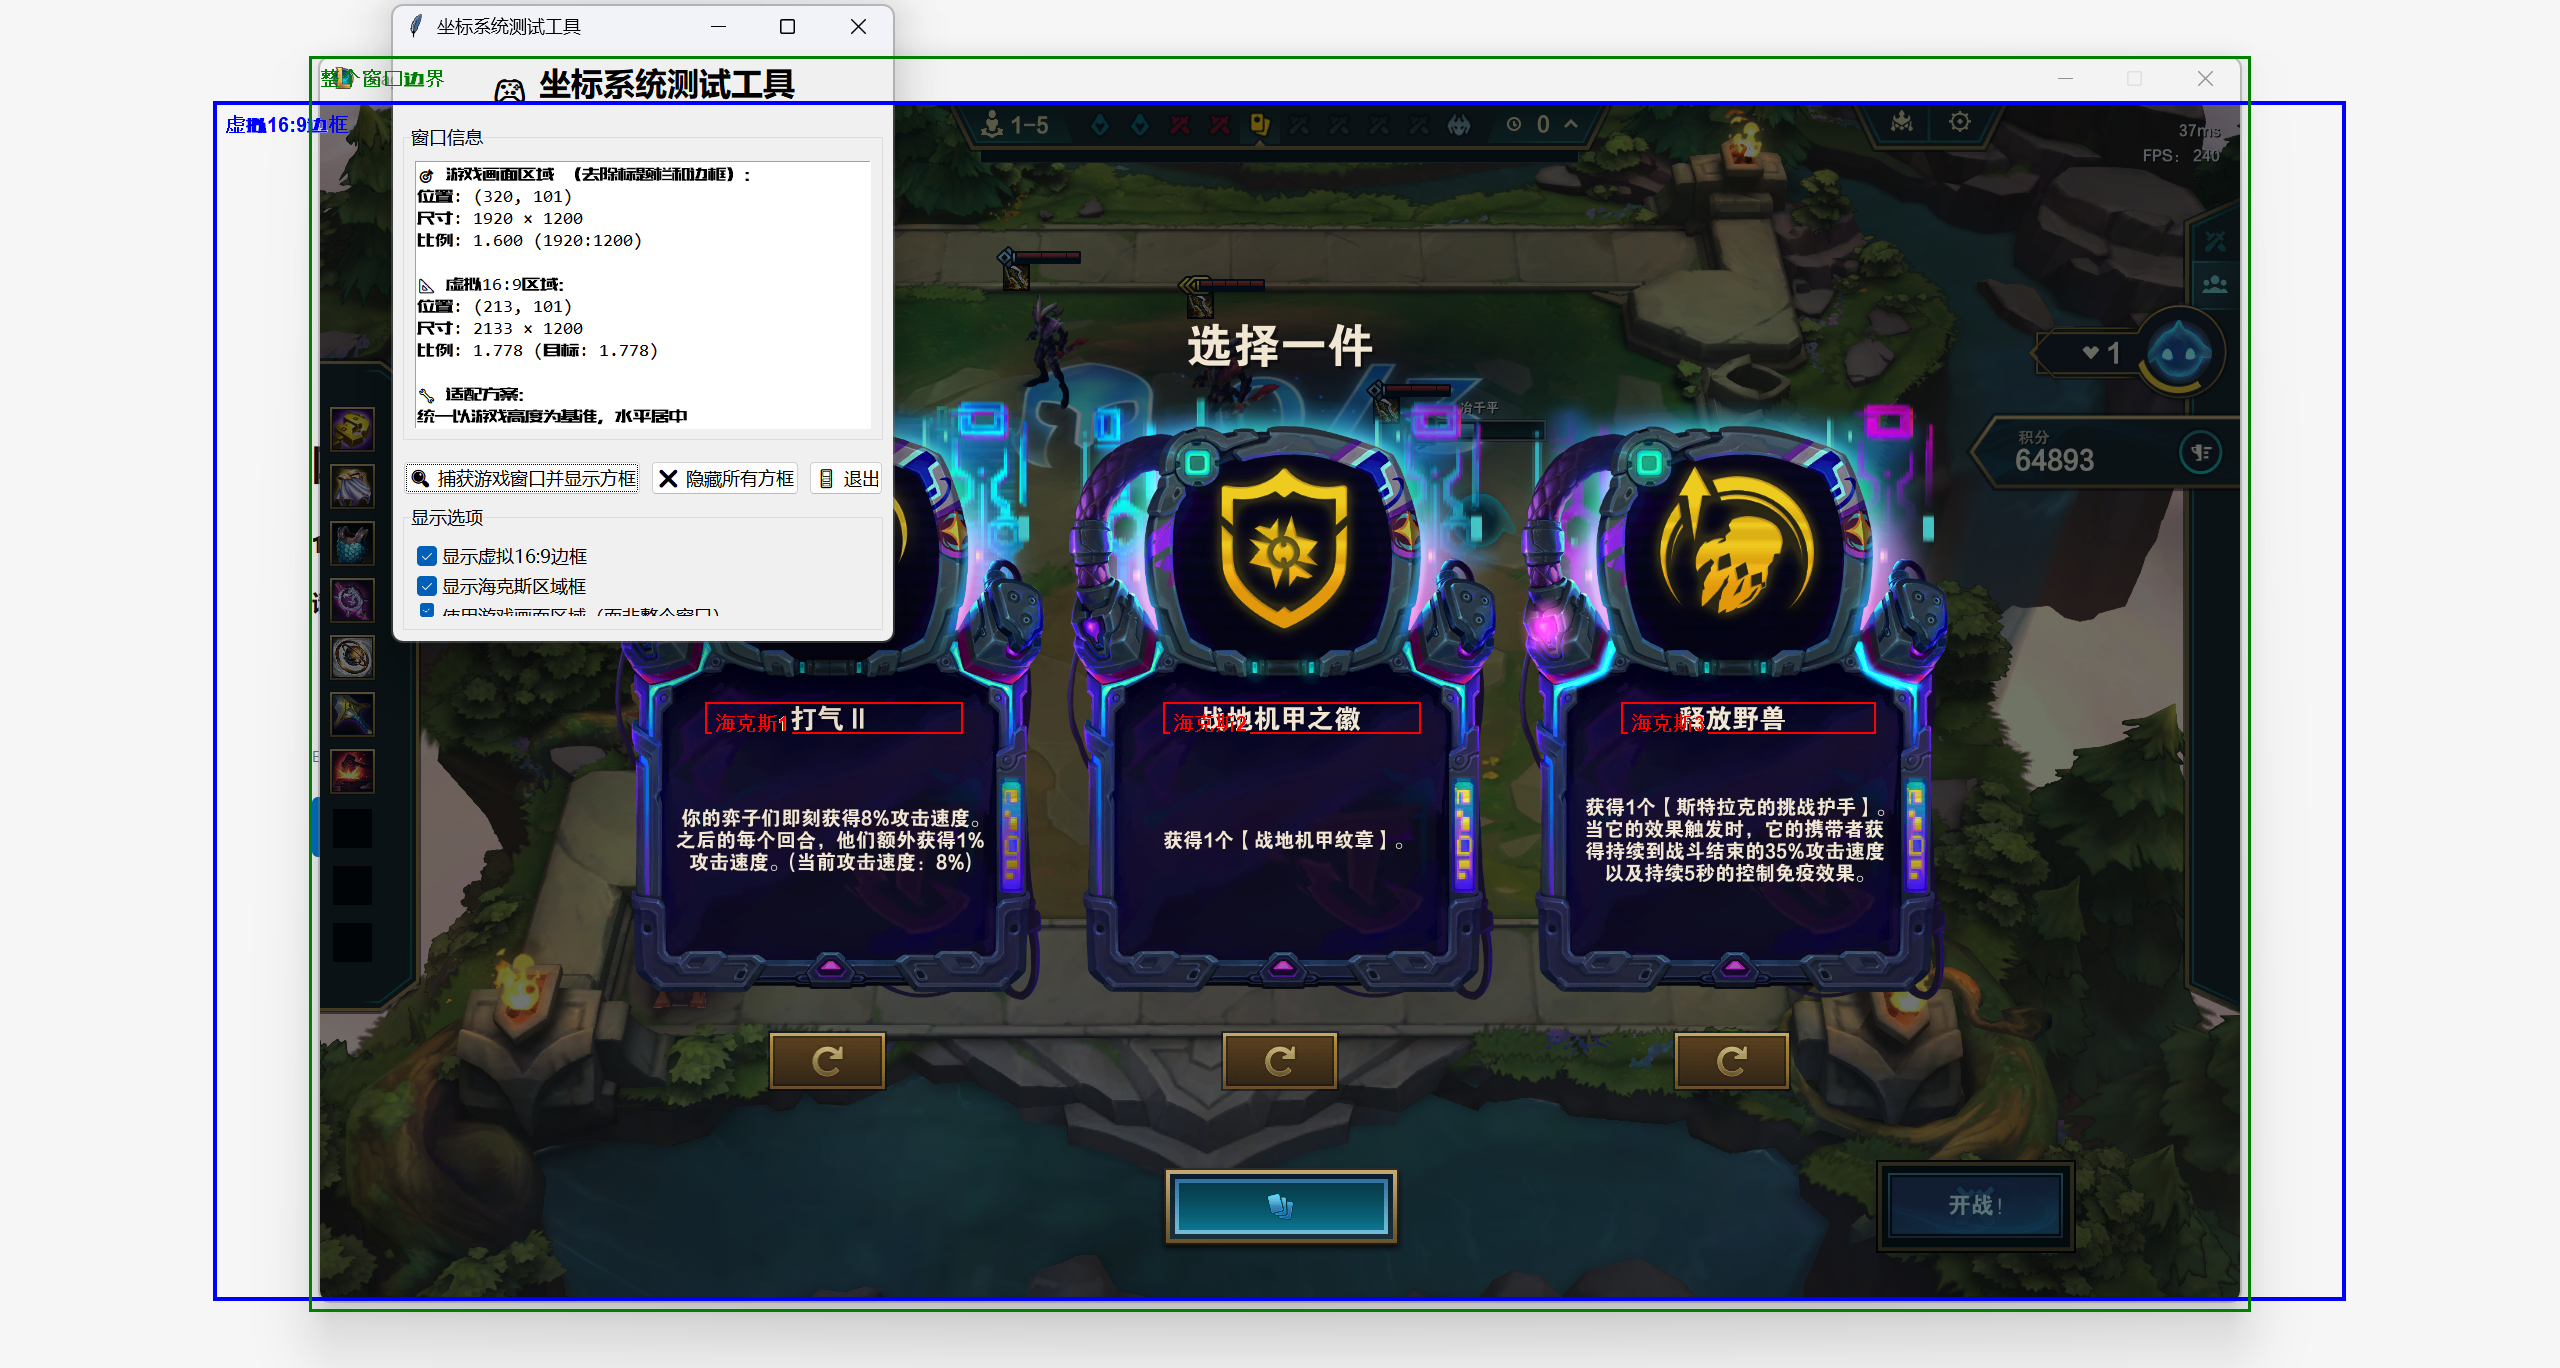 坐标系统测试工具
整个窗口边界
坐标系统测试工具
虚拟16:9边框
窗口信息
游戏画面区域 (去除标题栏和边框):
位置: (320, 101)
尺寸: 1920 × 1200
比例: 1.600 (1920:1200)
虚拟16:9区域:
位置: (213, 101)
尺寸: 2133 × 1200
比例: 1.778 (目标: 1.778)
适配方案:
统一以游戏高度为基准, 水平居中
捕获游戏窗口并显示方框
隐藏所有方框
退出
显示选项
显示虚拟16:9边框
显示海克斯区域框
使用游戏画面区域 (而非整个窗口)
1-5
0
37ms
FPS: 240
选择一件
冶千平
1
积分
64893
海克斯1
打气 II
海克斯2
战地机甲之徽
海克斯3
释放野兽
你的弈子们即刻获得8%攻击速度。
之后的每个回合，他们额外获得1%
攻击速度。(当前攻击速度：8%)
获得1个【战地机甲纹章】。
获得1个【斯特拉克的挑战护手】。
当它的效果触发时，它的携带者获
得持续到战斗结束的35%攻击速度
以及持续5秒的控制免疫效果。
开战！